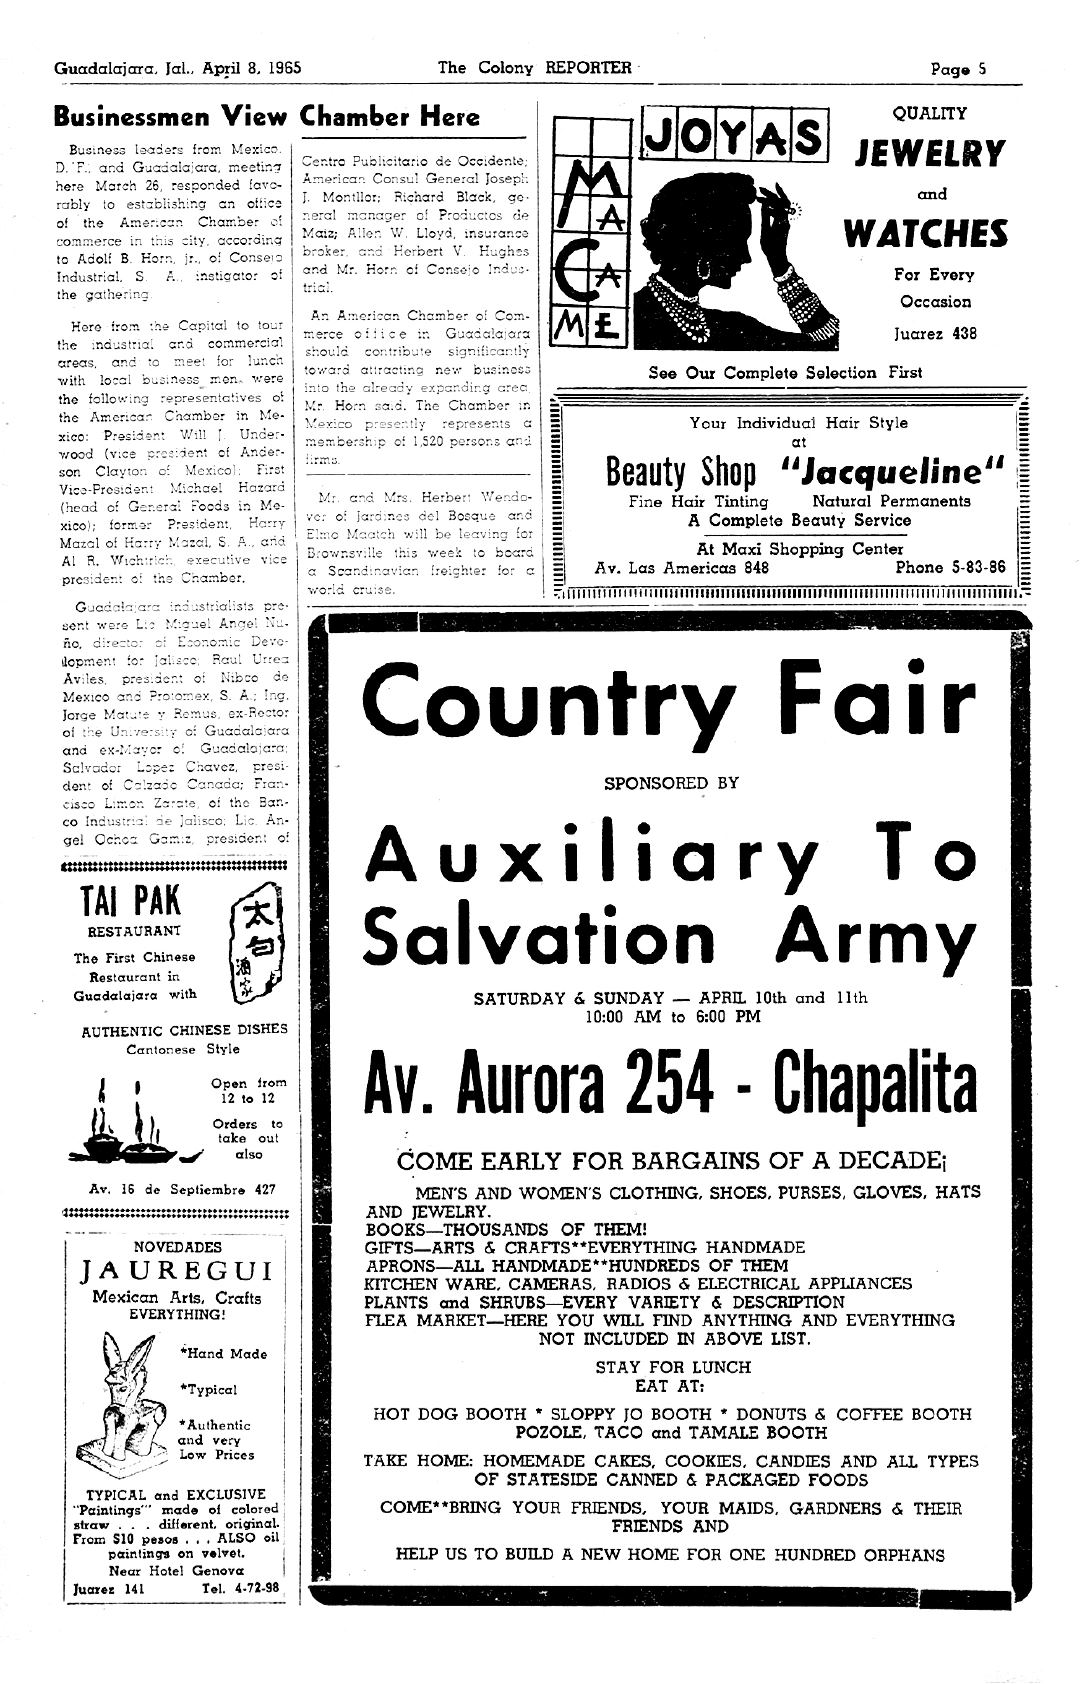 Guadalajara, Jal., April 8, 1965 The Colony REPORTER Page 5
Businessmen View Chamber Here
Business leaders from Mexico,
D. F., and Guadalajara, meeting
here March 26, responded favo-
rably to establishing an office
of the American Chamber of
commerce in this city, according
to Adolf B. Horn, jr., of Consejo
Industrial, S. A., instigator of
the gathering.
Here from the Capital to tour
the industrial and commercial
areas, and to meet for lunch
with local business men, were
the following representatives of
the American Chamber in Me-
xico: President Will J. Under-
wood (vice president of Ander-
son Clayton of Mexico); First
Vice-President Michael Hazard
(head of General Foods in Me-
xico); former President, Harry
Mazal of Harry Mazal, S. A., and
Al R. Wichtrich, executive vice
president of the Chamber.
Guadalajara industrialists pre-
sent were Lic Miguel Angel Nu-
ño, director of Economic Deve-
lopment for Jalisco; Raul Urrea
Aviles, president of Nibco de
Mexico and Protomex, S. A.; Ing.
Jorge Matute y Remus, ex-Rector
of the University of Guadalajara
and ex-Mayor of Guadalajara;
Salvador Lopez Chavez, presi-
dent of Calzado Canada; Fran-
cisco Limon Zarate, of the Ban-
co Industrial de Jalisco; Lic. An-
gel Ochoa Gamiz, president of
Centro Publicitario de Occidente;
American Consul General Joseph
J. Montllor; Richard Black, ge-
neral manager of Productos de
Maiz; Allen W. Lloyd, insurance
broker, and Herbert V. Hughes
and Mr. Horn of Consejo Indus-
trial.
An American Chamber of Com-
merce office in Guadalajara
should contribute significantly
toward attracting new business
into the already expanding area,
Mr. Horn said. The Chamber in
Mexico presently represents a
membership of 1,520 persons and
firms.
Mr. and Mrs. Herbert Wendo-
ver of Jardines del Bosque and
Elmo Maatch will be leaving for
Brownsville this week to board
a Scandinavian freighter for a
world cruise.
TAI PAK
RESTAURANT
The First Chinese
Restaurant in
Guadalajara with
太
白
酒
家
AUTHENTIC CHINESE DISHES
Cantonese Style
Open from
12 to 12
Orders to
take out
also
Av. 16 de Septiembre 427
NOVEDADES
JAUREGUI
Mexican Arts, Crafts
EVERYTHING!
*Hand Made
*Typical
*Authentic
and very
Low Prices
TYPICAL and EXCLUSIVE
"Paintings" made of colored
straw . . . different, original.
From $10 pesos . . . ALSO oil
paintings on velvet.
Near Hotel Genova
Juarez 141 Tel. 4-72-98
JOYAS
MACAME
QUALITY
JEWELRY
and
WATCHES
For Every
Occasion
Juarez 438
See Our Complete Selection First
Your Individual Hair Style
at
Beauty Shop "Jacqueline"
Fine Hair Tinting Natural Permanents
A Complete Beauty Service
At Maxi Shopping Center
Av. Las Americas 848 Phone 5-83-86
Country Fair
SPONSORED BY
Auxiliary To
Salvation Army
SATURDAY & SUNDAY — APRIL 10th and 11th
10:00 AM to 6:00 PM
Av. Aurora 254 - Chapalita
COME EARLY FOR BARGAINS OF A DECADE¡
MEN'S AND WOMEN'S CLOTHING, SHOES, PURSES, GLOVES, HATS
AND JEWELRY.
BOOKS—THOUSANDS OF THEM!
GIFTS—ARTS & CRAFTS**EVERYTHING HANDMADE
APRONS—ALL HANDMADE**HUNDREDS OF THEM
KITCHEN WARE, CAMERAS, RADIOS & ELECTRICAL APPLIANCES
PLANTS and SHRUBS—EVERY VARIETY & DESCRIPTION
FLEA MARKET—HERE YOU WILL FIND ANYTHING AND EVERYTHING
NOT INCLUDED IN ABOVE LIST.
STAY FOR LUNCH
EAT AT:
HOT DOG BOOTH * SLOPPY JO BOOTH * DONUTS & COFFEE BOOTH
POZOLE, TACO and TAMALE BOOTH
TAKE HOME: HOMEMADE CAKES, COOKIES, CANDIES AND ALL TYPES
OF STATESIDE CANNED & PACKAGED FOODS
COME**BRING YOUR FRIENDS, YOUR MAIDS, GARDNERS & THEIR
FRIENDS AND
HELP US TO BUILD A NEW HOME FOR ONE HUNDRED ORPHANS